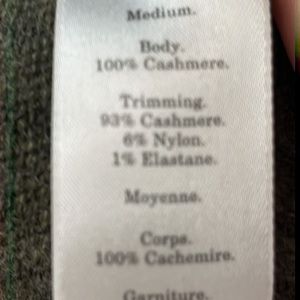 Medium.
Body.
100% Cashmere.
Trimming.
93% Cashmere.
6% Nylon.
1% Elastane.
Moyenne.
Corps.
100% Cachemire.
Garniture.